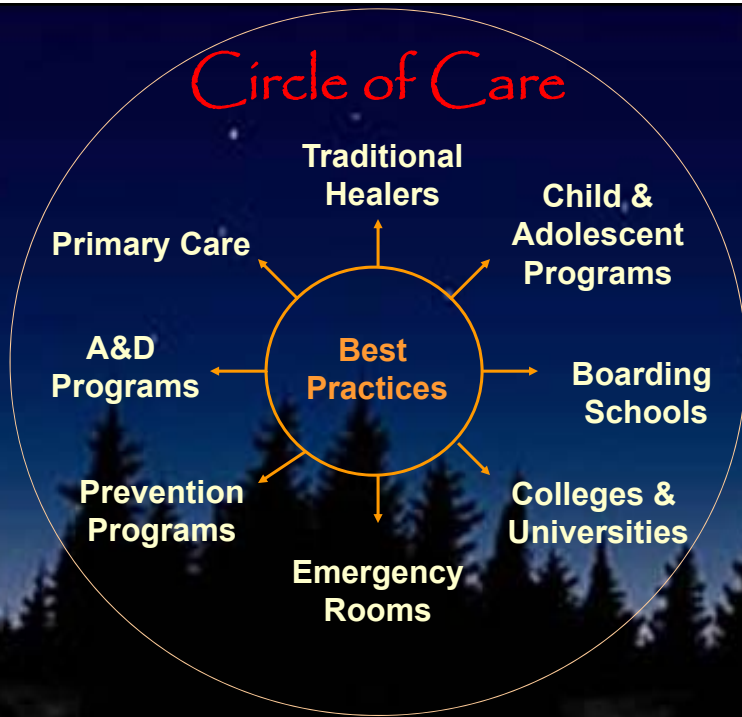 Circle of Care
Traditional
Healers
Child &
Adolescent
Programs
Primary Care
Best
Practices
A&D
Programs
Boarding
Schools
Prevention
Programs
Colleges &
Universities
Emergency
Rooms